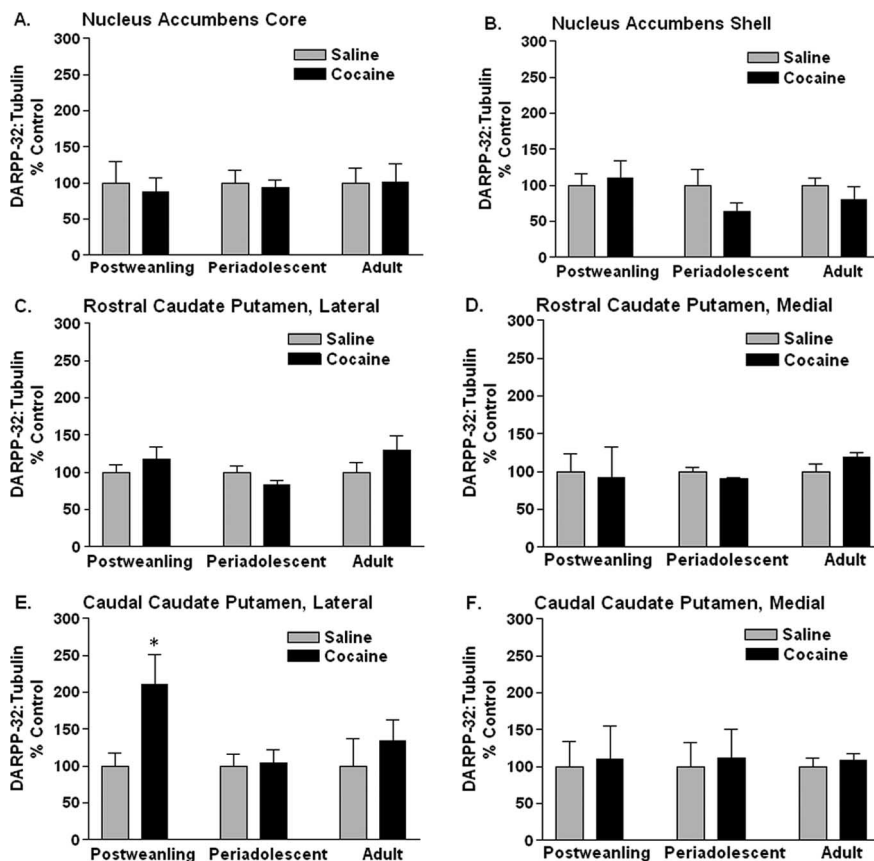 A. Nucleus Accumbens Core
DARPP-32:Tubulin
% Control
300
250
200
150
100
50
0
Saline
Cocaine
Postweanling Periadolescent Adult
B. Nucleus Accumbens Shell
DARPP-32:Tubulin
% Control
300
250
200
150
100
50
0
Saline
Cocaine
Postweanling Periadolescent Adult
C. Rostral Caudate Putamen, Lateral
DARPP-32:Tubulin
% Control
300
250
200
150
100
50
0
Saline
Cocaine
Postweanling Periadolescent Adult
D. Rostral Caudate Putamen, Medial
DARPP-32:Tubulin
% Control
300
250
200
150
100
50
0
Saline
Cocaine
Postweanling Periadolescent Adult
E. Caudal Caudate Putamen, Lateral
DARPP-32:Tubulin
% Control
300
250
200
150
100
50
0
*
Saline
Cocaine
Postweanling Periadolescent Adult
F. Caudal Caudate Putamen, Medial
DARPP-32:Tubulin
% Control
300
250
200
150
100
50
0
Saline
Cocaine
Postweanling Periadolescent Adult